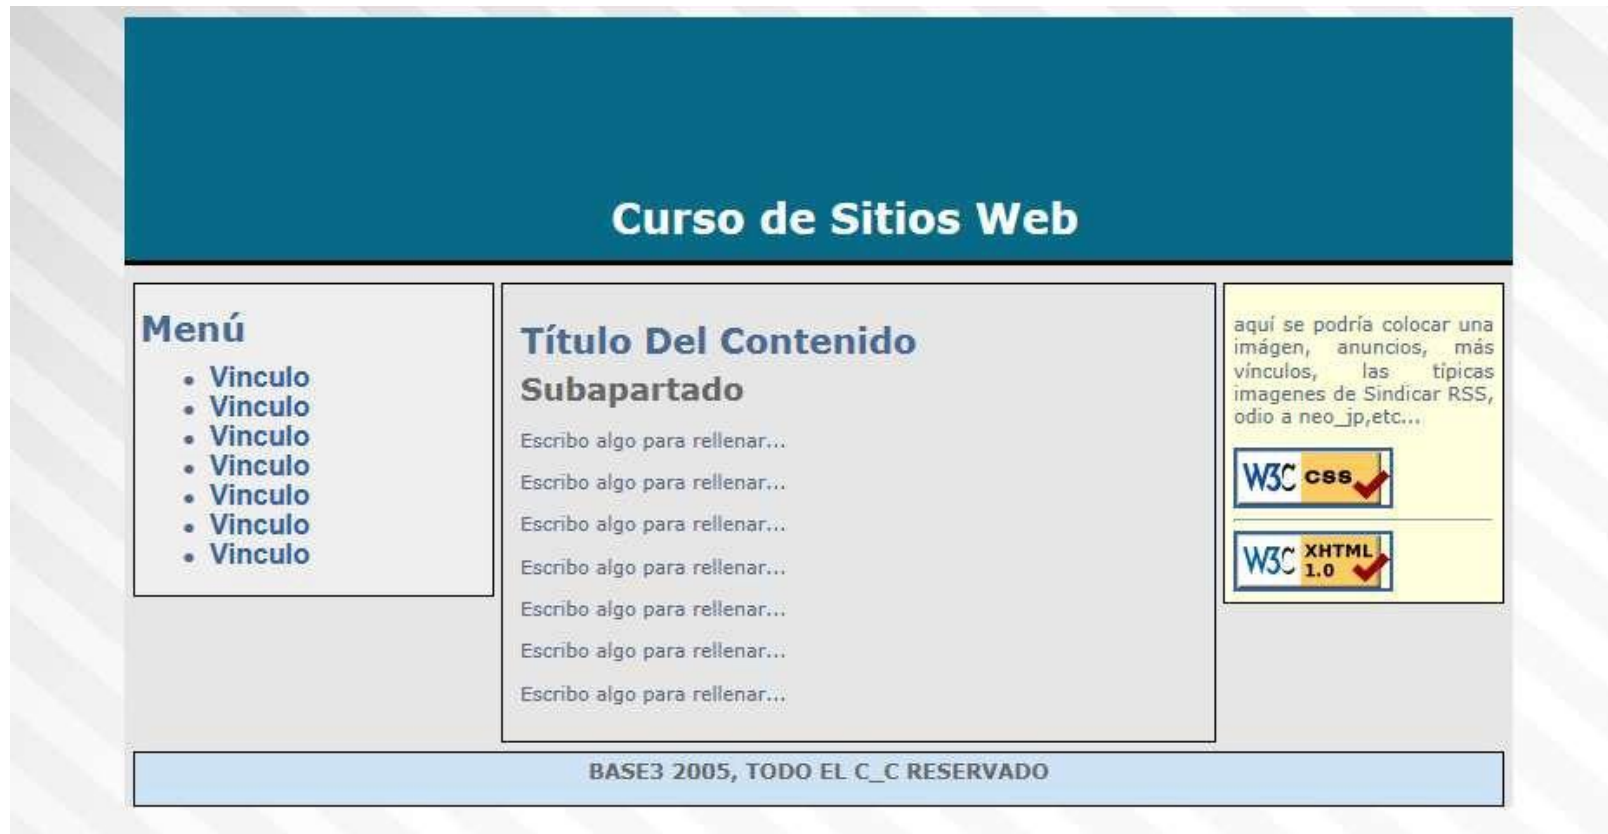 Curso de Sitios Web
Menú
Vinculo
Vinculo
Vinculo
Vinculo
Vinculo
Vinculo
Vinculo
Título Del Contenido
Subapartado
Escribo algo para rellenar...
Escribo algo para rellenar...
Escribo algo para rellenar...
Escribo algo para rellenar...
Escribo algo para rellenar...
Escribo algo para rellenar...
Escribo algo para rellenar...
aquí se podría colocar una
imágen, anuncios, más
vínculos, las típicas
imagenes de Sindicar RSS,
odio a neo_jp,etc...
W3C css
W3C XHTML
1.0
BASE3 2005, TODO EL C_C RESERVADO